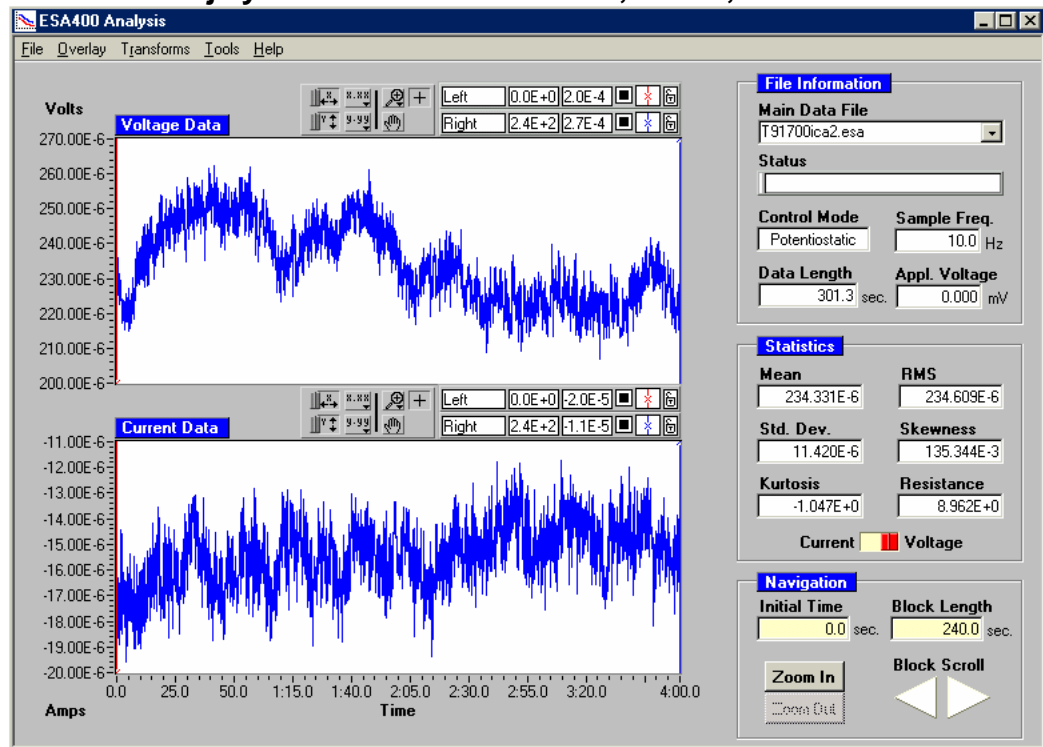 ESA400 Analysis
File Overlay Transforms Tools Help
Volts
Voltage Data
x.xx
y.yy
Left 0.0E+0 2.0E-4
Right 2.4E+2 2.7E-4
270.00E-6
260.00E-6
250.00E-6
240.00E-6
230.00E-6
220.00E-6
210.00E-6
200.00E-6
Current Data
x.xx
y.yy
Left 0.0E+0 -2.0E-5
Right 2.4E+2 -1.1E-5
-11.00E-6
-12.00E-6
-13.00E-6
-14.00E-6
-15.00E-6
-16.00E-6
-17.00E-6
-18.00E-6
-19.00E-6
-20.00E-6
0.0 25.0 50.0 1:15.0 1:40.0 2:05.0 2:30.0 2:55.0 3:20.0 4:00.0
Amps Time
File Information
Main Data File
T91700ica2.esa
Status
Control Mode Sample Freq.
Potentiostatic 10.0 Hz
Data Length Appl. Voltage
301.3 sec. 0.000 mV
Statistics
Mean RMS
234.331E-6 234.609E-6
Std. Dev. Skewness
11.420E-6 135.344E-3
Kurtosis Resistance
-1.047E+0 8.962E+0
Current Voltage
Navigation
Initial Time Block Length
0.0 sec. 240.0 sec.
Zoom In Block Scroll
Zoom Out